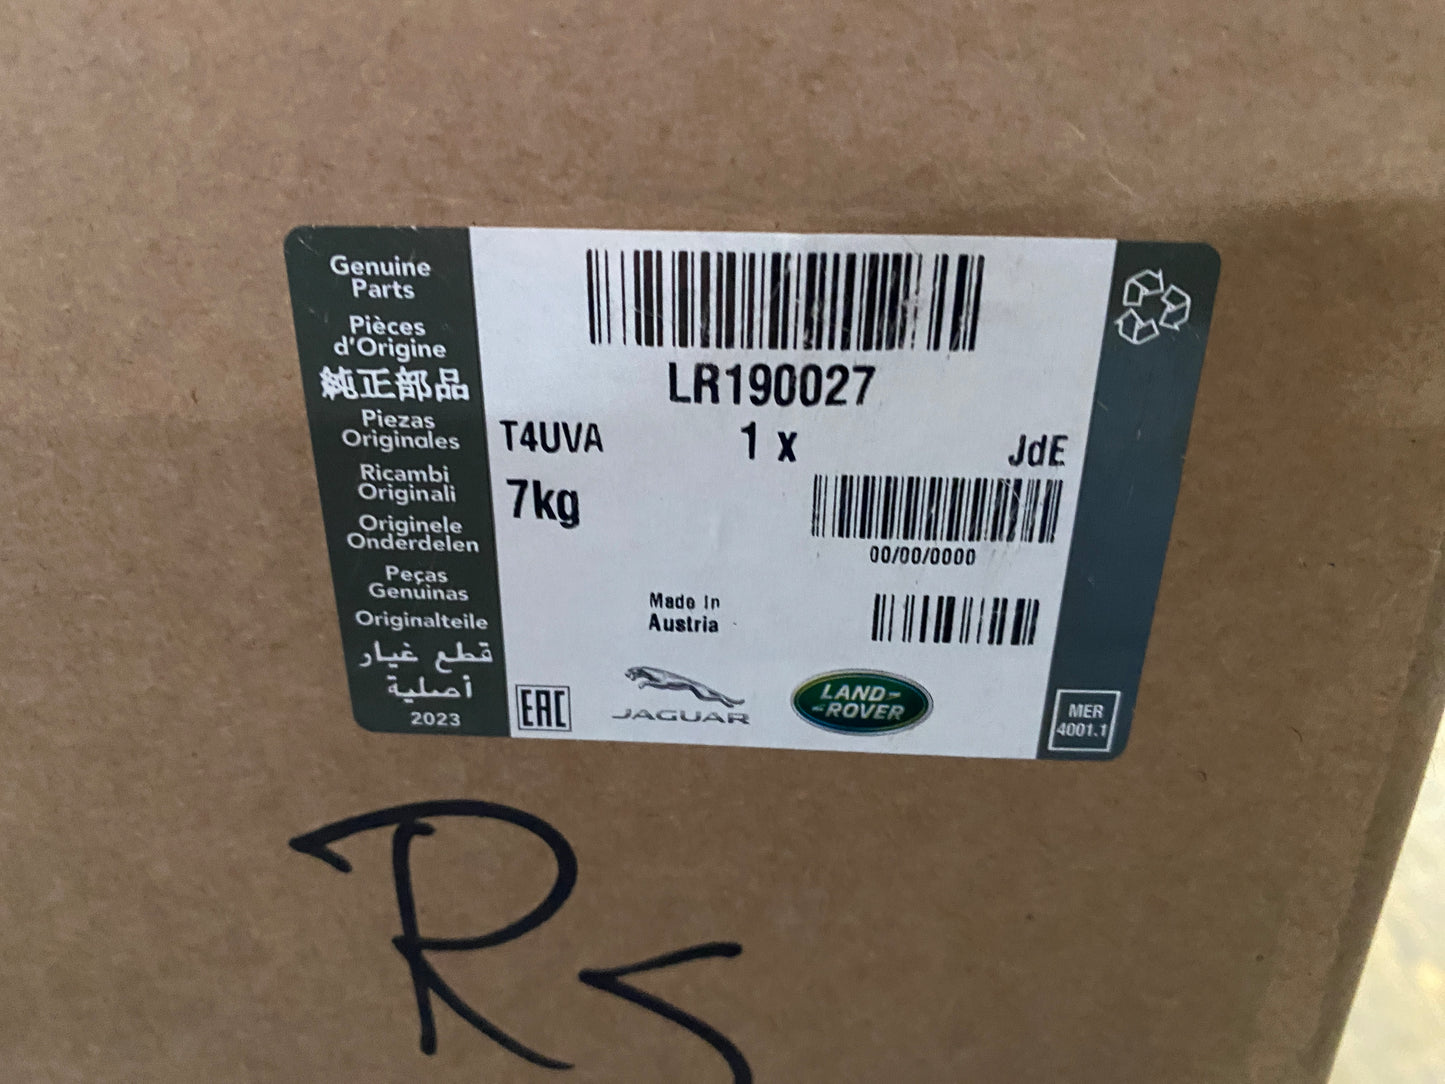 Genuine
Parts
Pièces
d'Origine
純正部品
Piezas
Originales
Ricambi
Originali
Originele
Onderdelen
Peças
Genuinas
Originalteile
قطع غيار
أصلية
2023
LR190027
T4UVA 1 x JdE
7kg
00/00/0000
Made In
Austria
EAC
JAGUAR
LAND
ROVER
MER
4001.1
RS